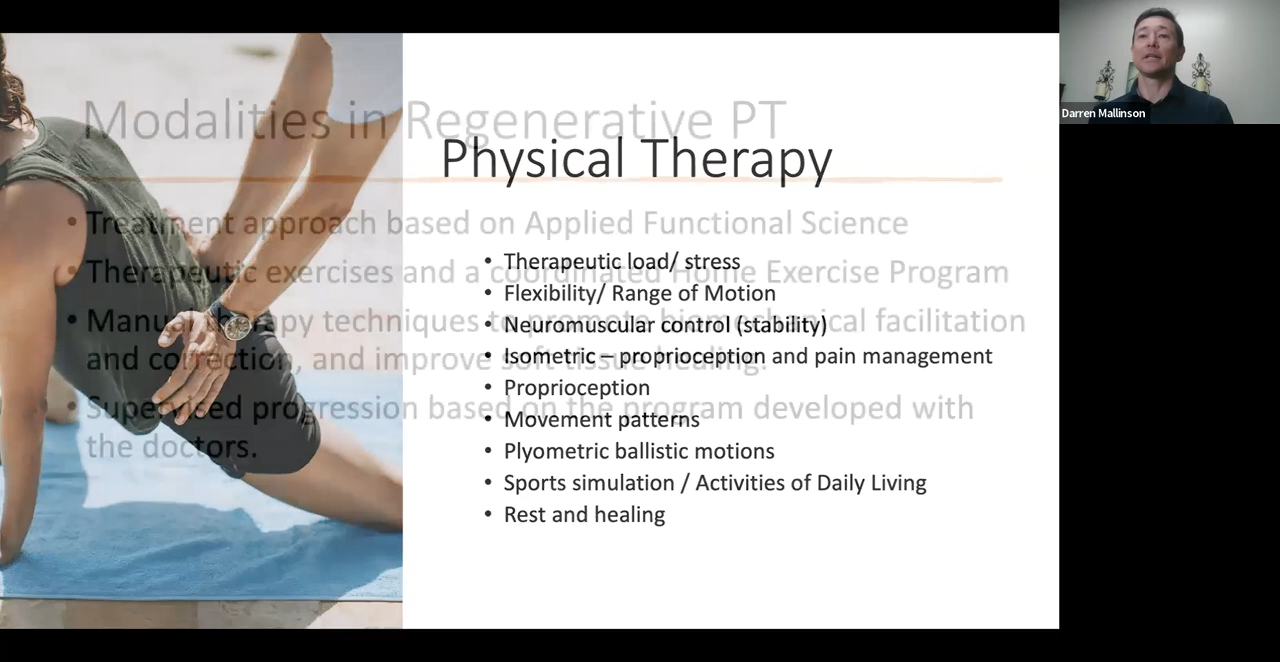 Modalities in Regenerative PT
Treatment approach based on Applied Functional Science
Therapeutic exercises and a coordinated Home Exercise Program
Manual therapy techniques to promote biomechanical facilitation
and correction, and improve soft tissue healing.
Supervised progression based on the program developed with
the doctors.
Physical Therapy
Therapeutic load/ stress
Flexibility/ Range of Motion
Neuromuscular control (stability)
Isometric – proprioception and pain management
Proprioception
Movement patterns
Plyometric ballistic motions
Sports simulation / Activities of Daily Living
Rest and healing
Darren Mallinson